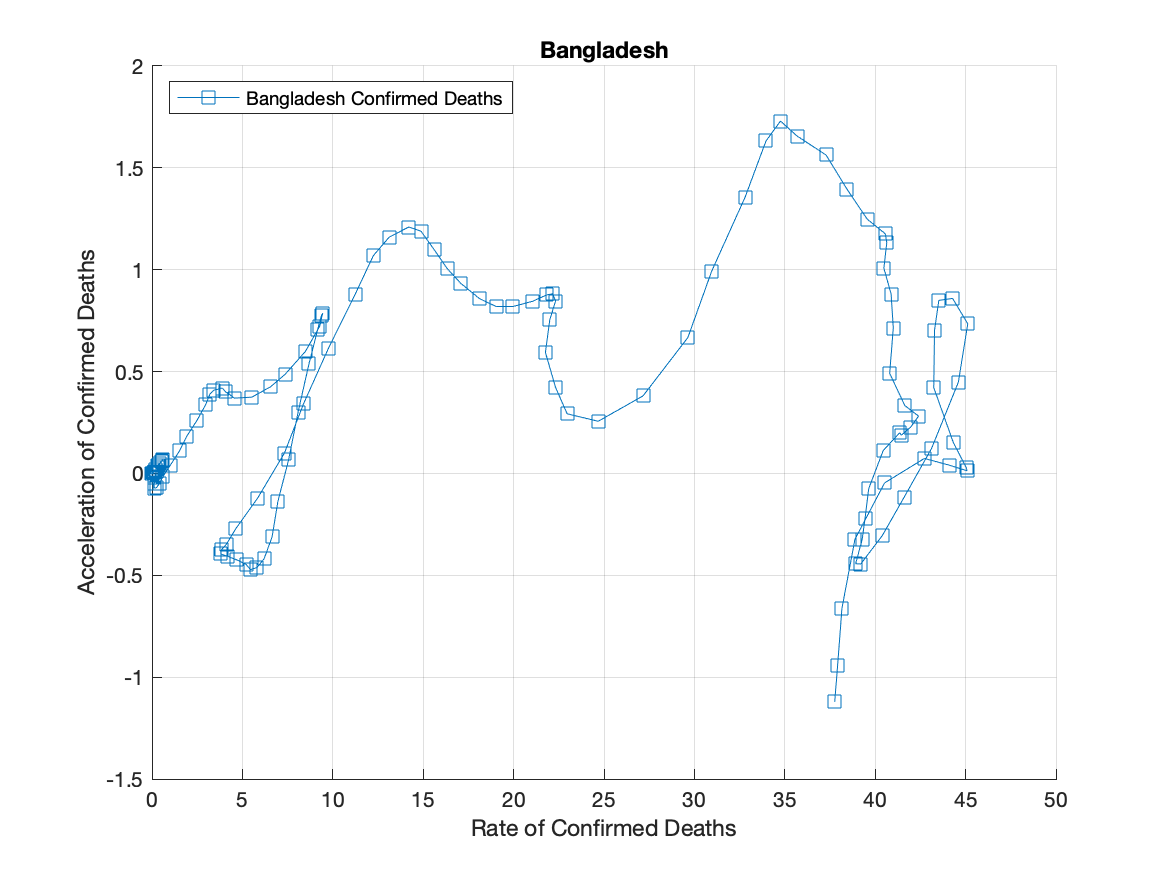 Bangladesh
Bangladesh Confirmed Deaths
2
1.5
1
0.5
0
-0.5
-1
-1.5
Acceleration of Confirmed Deaths
0 5 10 15 20 25 30 35 40 45 50
Rate of Confirmed Deaths